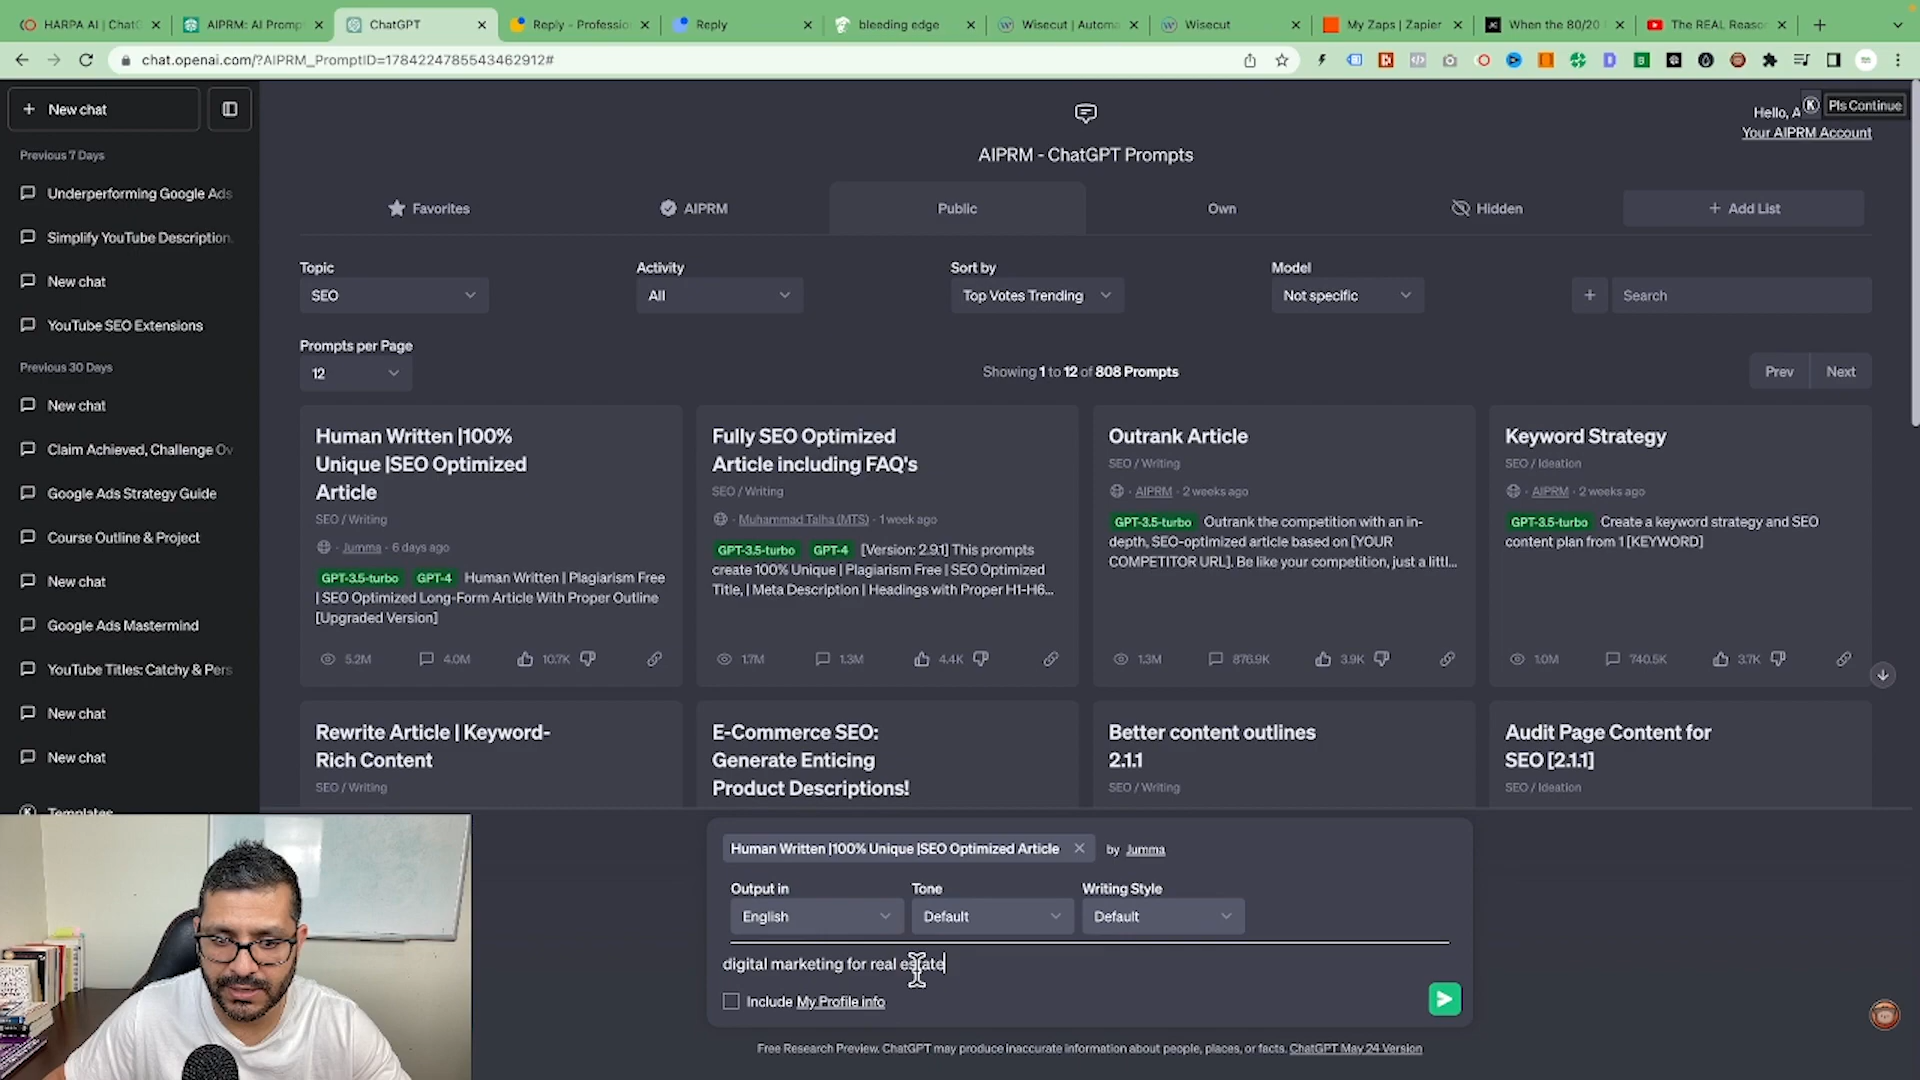 HARPA AI | ChatG
AIPRM: AI Promp
ChatGPT
Reply - Professio
Reply
bleeding edge
Wisecut | Automa
Wisecut
My Zaps | Zapier
When the 80/20
The REAL Reaso
chat.openai.com/?AIPRM_PromptID=1784224785543462912#
New chat
Previous 7 Days
Underperforming Google Ads
Simplify YouTube Description.
New chat
YouTube SEO Extensions
Previous 30 Days
New chat
Claim Achieved, Challenge Ov
Google Ads Strategy Guide
Course Outline & Project
New chat
Google Ads Mastermind
YouTube Titles: Catchy & Pers
New chat
New chat
Templates
Hello, A
Pls Continue
Your AIPRM Account
AIPRM - ChatGPT Prompts
Favorites
AIPRM
Public
Own
Hidden
+ Add List
Topic
Activity
Sort by
Model
SEO
All
Top Votes Trending
Not specific
+
Search
Prompts per Page
12
Showing 1 to 12 of 808 Prompts
Prev
Next
Human Written |100%
Unique |SEO Optimized
Article
SEO / Writing
· Jumma · 6 days ago
GPT-3.5-turbo GPT-4 Human Written | Plagiarism Free
| SEO Optimized Long-Form Article With Proper Outline
[Upgraded Version]
5.2M 4.0M 10.7K
Fully SEO Optimized
Article including FAQ's
SEO / Writing
· Muhammad Talha (MTS) · 1 week ago
GPT-3.5-turbo GPT-4 [Version: 2.9.1] This prompts
create 100% Unique | Plagiarism Free | SEO Optimized
Title, | Meta Description | Headings with Proper H1-H6...
1.7M 1.3M 4.4K
Outrank Article
SEO / Writing
· AIPRM · 2 weeks ago
GPT-3.5-turbo Outrank the competition with an in-
depth, SEO-optimized article based on [YOUR
COMPETITOR URL]. Be like your competition, just a littl...
1.3M 876.9K 3.9K
Keyword Strategy
SEO / Ideation
· AIPRM · 2 weeks ago
GPT-3.5-turbo Create a keyword strategy and SEO
content plan from 1 [KEYWORD]
1.0M 740.5K 3.7K
Rewrite Article | Keyword-
Rich Content
SEO / Writing
E-Commerce SEO:
Generate Enticing
Product Descriptions!
Better content outlines
2.1.1
SEO / Writing
Audit Page Content for
SEO [2.1.1]
SEO / Ideation
Human Written |100% Unique |SEO Optimized Article
by Jumma
Output in
Tone
Writing Style
English
Default
Default
digital marketing for real estate
Include My Profile info
Free Research Preview. ChatGPT may produce inaccurate information about people, places, or facts. ChatGPT May 24 Version